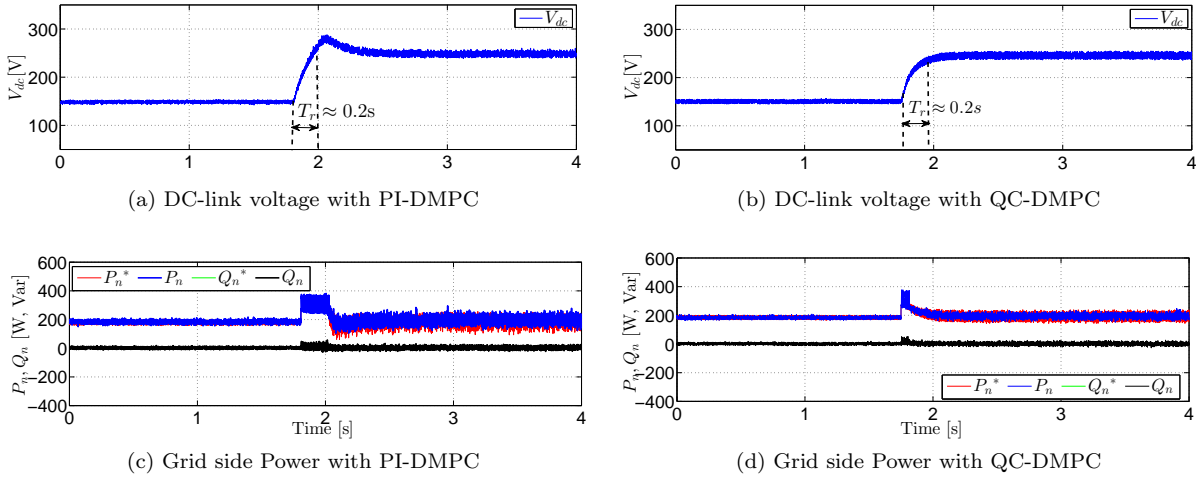 V_dc
300
200
100
V_dc [V]
T_r ≈ 0.2s
0 1 2 3 4
(a) DC-link voltage with PI-DMPC
V_dc
300
200
100
V_dc [V]
T_r ≈ 0.2s
0 1 2 3 4
(b) DC-link voltage with QC-DMPC
P_n* P_n Q_n* Q_n
600
400
200
0
−200
−400
P_n, Q_n [W, Var]
0 1 2 3 4
Time [s]
(c) Grid side Power with PI-DMPC
600
400
200
0
−200
−400
P_n, Q_n [W, Var]
P_n* P_n Q_n* Q_n
0 1 2 3 4
Time [s]
(d) Grid side Power with QC-DMPC